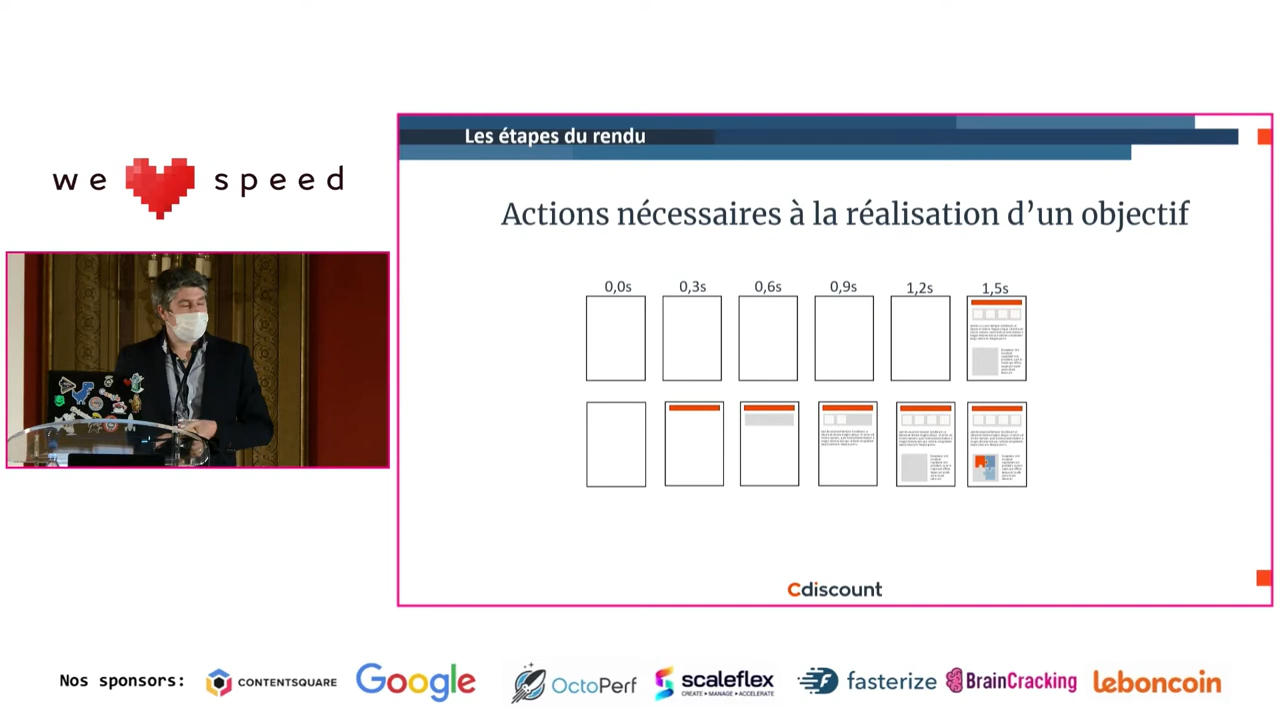 we speed
Les étapes du rendu
Actions nécessaires à la réalisation d’un objectif
0,0s 0,3s 0,6s 0,9s 1,2s 1,5s
Cdiscount
Nos sponsors:
CONTENTSQUARE
Google
OctoPerf
scaleflex
CREATE • MANAGE • ACCELERATE
fasterize
BrainCracking
leboncoin